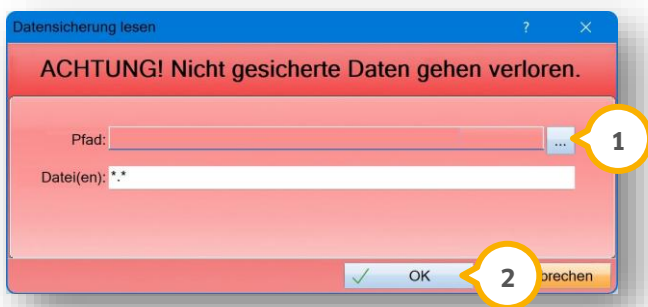 Datensicherung lesen ? ×
ACHTUNG! Nicht gesicherte Daten gehen verloren.
Pfad: ... 1
Datei(en): *.*
OK 2 brechen